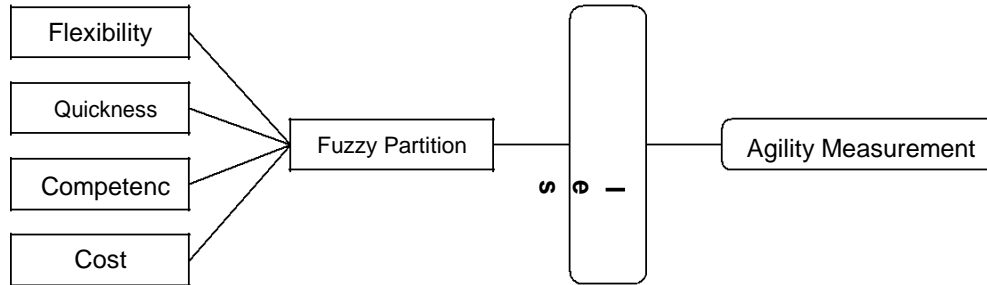 Flexibility
Quickness
Competenc
Cost
Fuzzy Partition
l e s
Agility Measurement